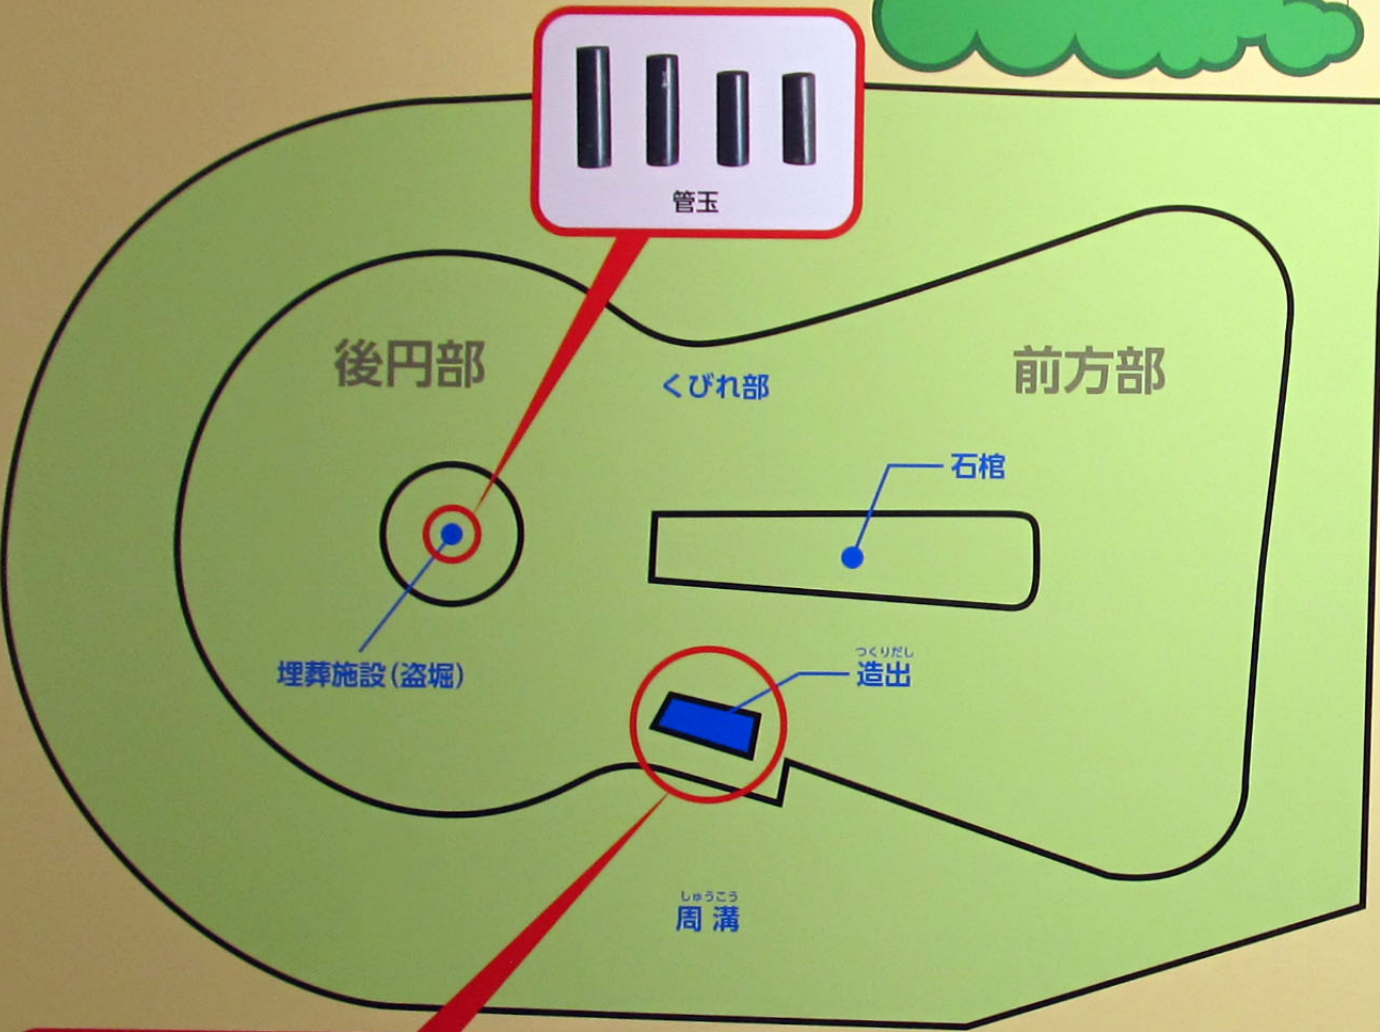 管玉
後円部
前方部
くびれ部
石棺
埋葬施設(盗堀)
つくりだし
造出
しゅうこう
周溝